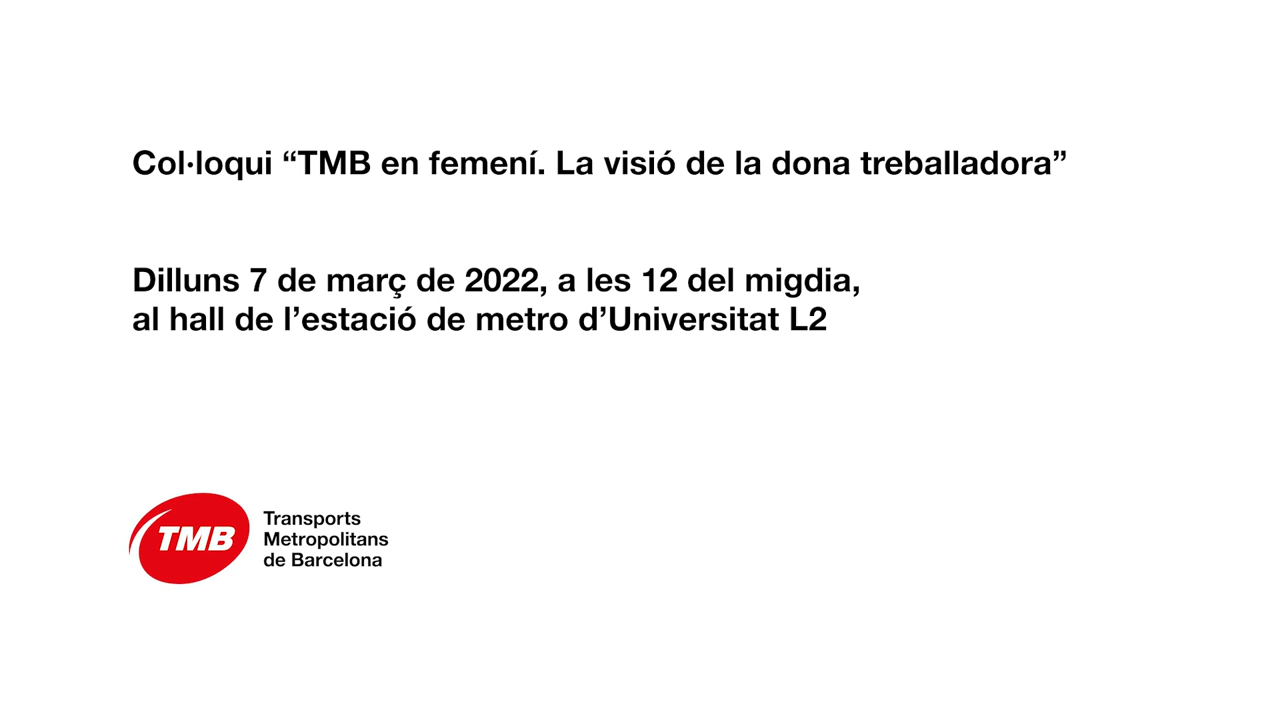 Col·loqui “TMB en femení. La visió de la dona treballadora”
Dilluns 7 de març de 2022, a les 12 del migdia,
al hall de l’estació de metro d’Universitat L2
TMB
Transports
Metropolitans
de Barcelona